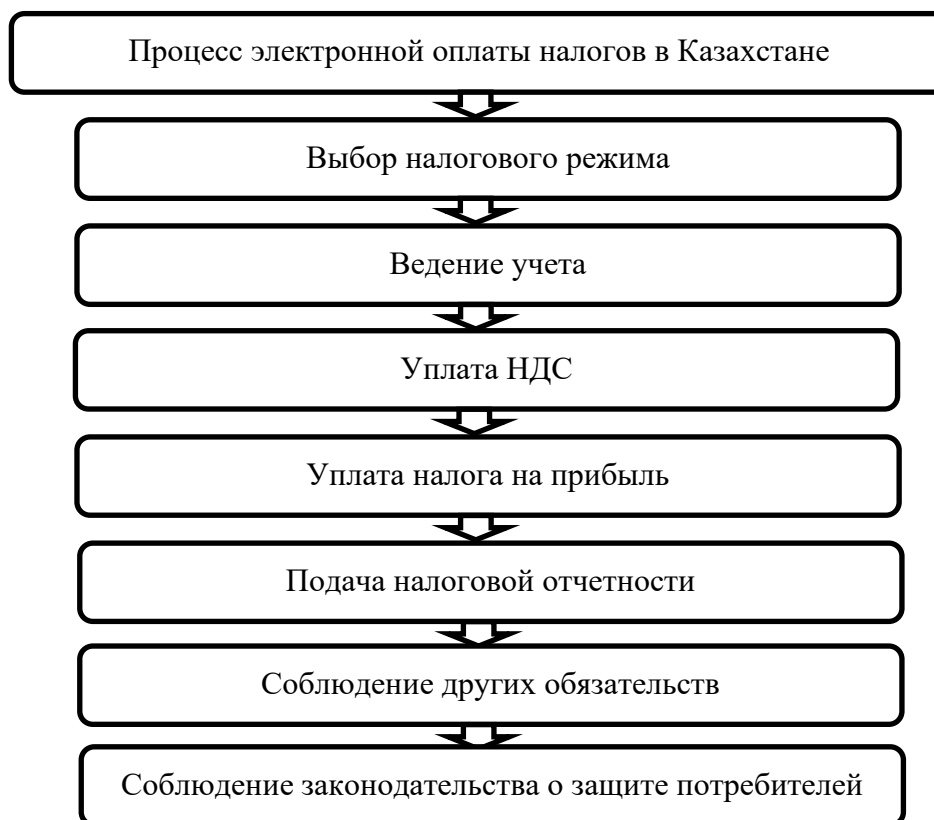 Процесс электронной оплаты налогов в Казахстане
Выбор налогового режима
Ведение учета
Уплата НДС
Уплата налога на прибыль
Подача налоговой отчетности
Соблюдение других обязательств
Соблюдение законодательства о защите потребителей